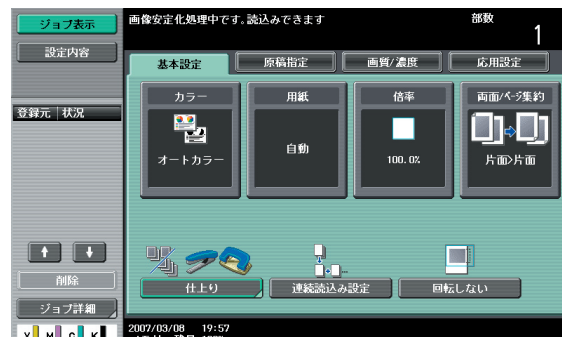 ジョブ表示
設定内容
画像安定化処理中です。読込みできます
部数
1
基本設定
原稿指定
画質/濃度
応用設定
登録元 状況
カラー
オートカラー
用紙
自動
倍率
100.0%
両面/ページ集約
片面>片面
削除
ジョブ詳細
仕上り
連続読込み設定
回転しない
Y M C K
2007/03/08 19:57